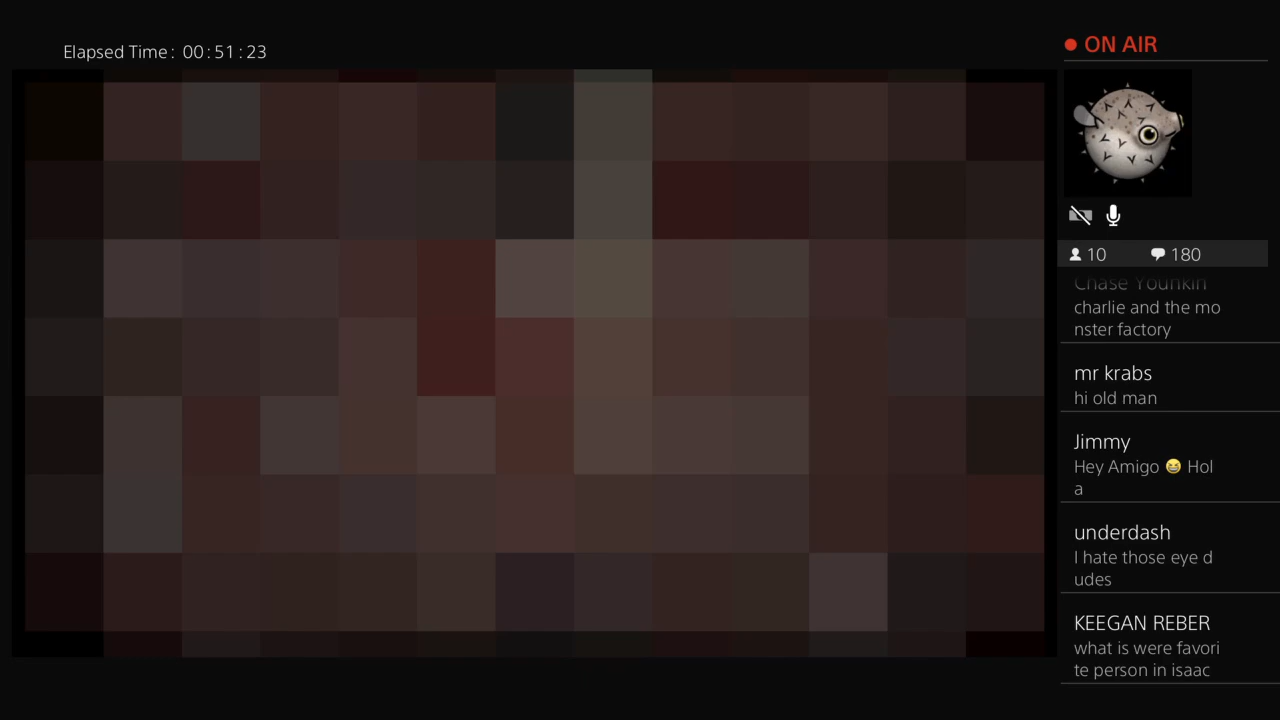 Elapsed Time: 00:51:23
ON AIR
10 180
Chase Younkin
charlie and the mo
nster factory
mr krabs
hi old man
Jimmy
Hey Amigo 😆 Hol
a
underdash
I hate those eye d
udes
KEEGAN REBER
what is were favori
te person in isaac